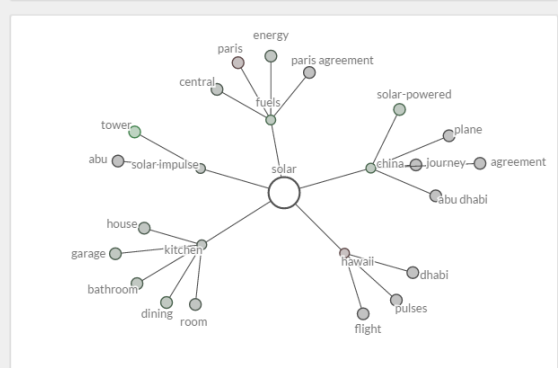 energy
paris
paris agreement
central
fuels
solar-powered
tower
plane
abu
solar-impulse
solar
china
journey
agreement
abu dhabi
house
garage
kitchen
hawaii
bathroom
dhabi
dining
room
pulses
flight